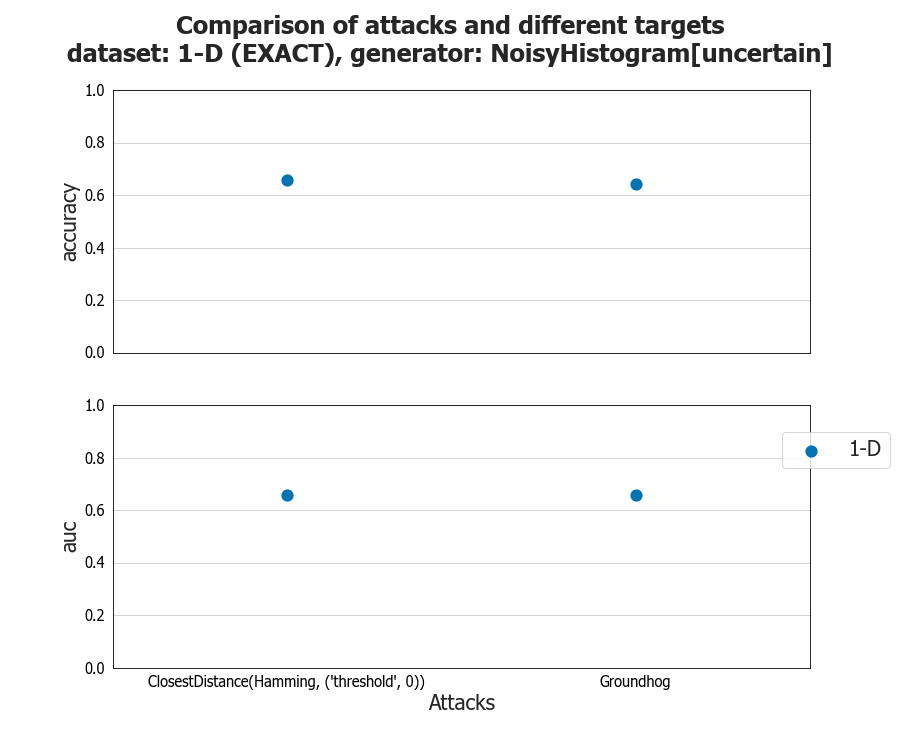 Comparison of attacks and different targets
dataset: 1-D (EXACT), generator: NoisyHistogram[uncertain]
1.0
0.8
0.6
0.4
0.2
0.0
accuracy
1.0
0.8
0.6
0.4
0.2
0.0
auc
1-D
ClosestDistance(Hamming, ('threshold', 0))
Groundhog
Attacks